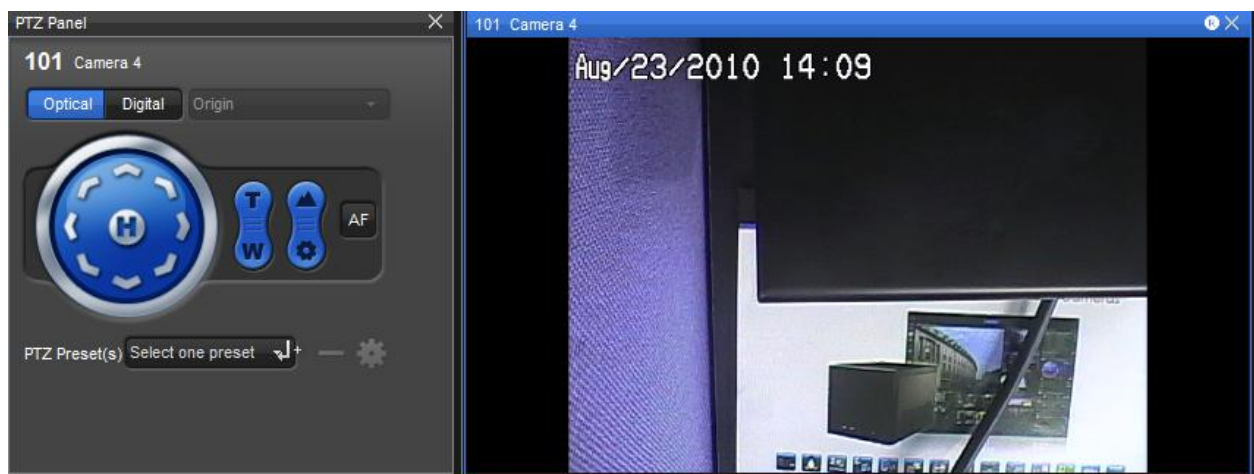 PTZ Panel
101 Camera 4
Optical Digital Origin
H
T
W
AF
PTZ Preset(s) Select one preset
101 Camera 4
R
Aug/23/2010 14:09